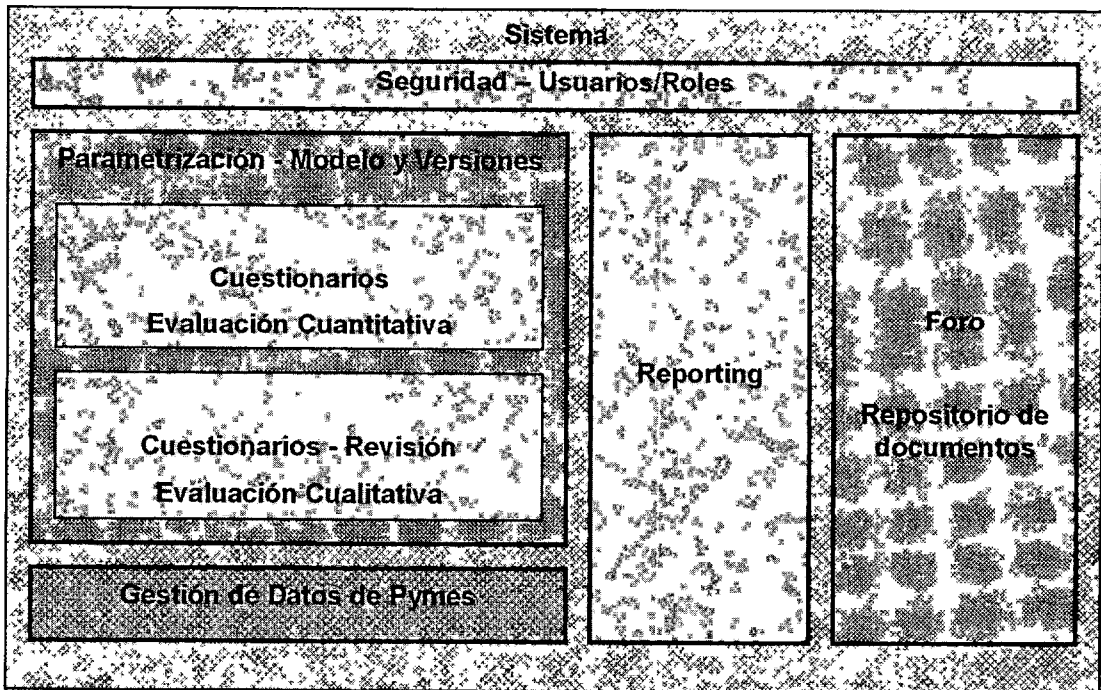 Sistema
Seguridad – Usuarios/Roles
Parametrización - Modelo y Versiones
Cuestionarios
Evaluación Cuantitativa
Cuestionarios - Revisión
Evaluación Cualitativa
Gestión de Datos de Pymes
Reporting
Foro
Repositorio de
documentos